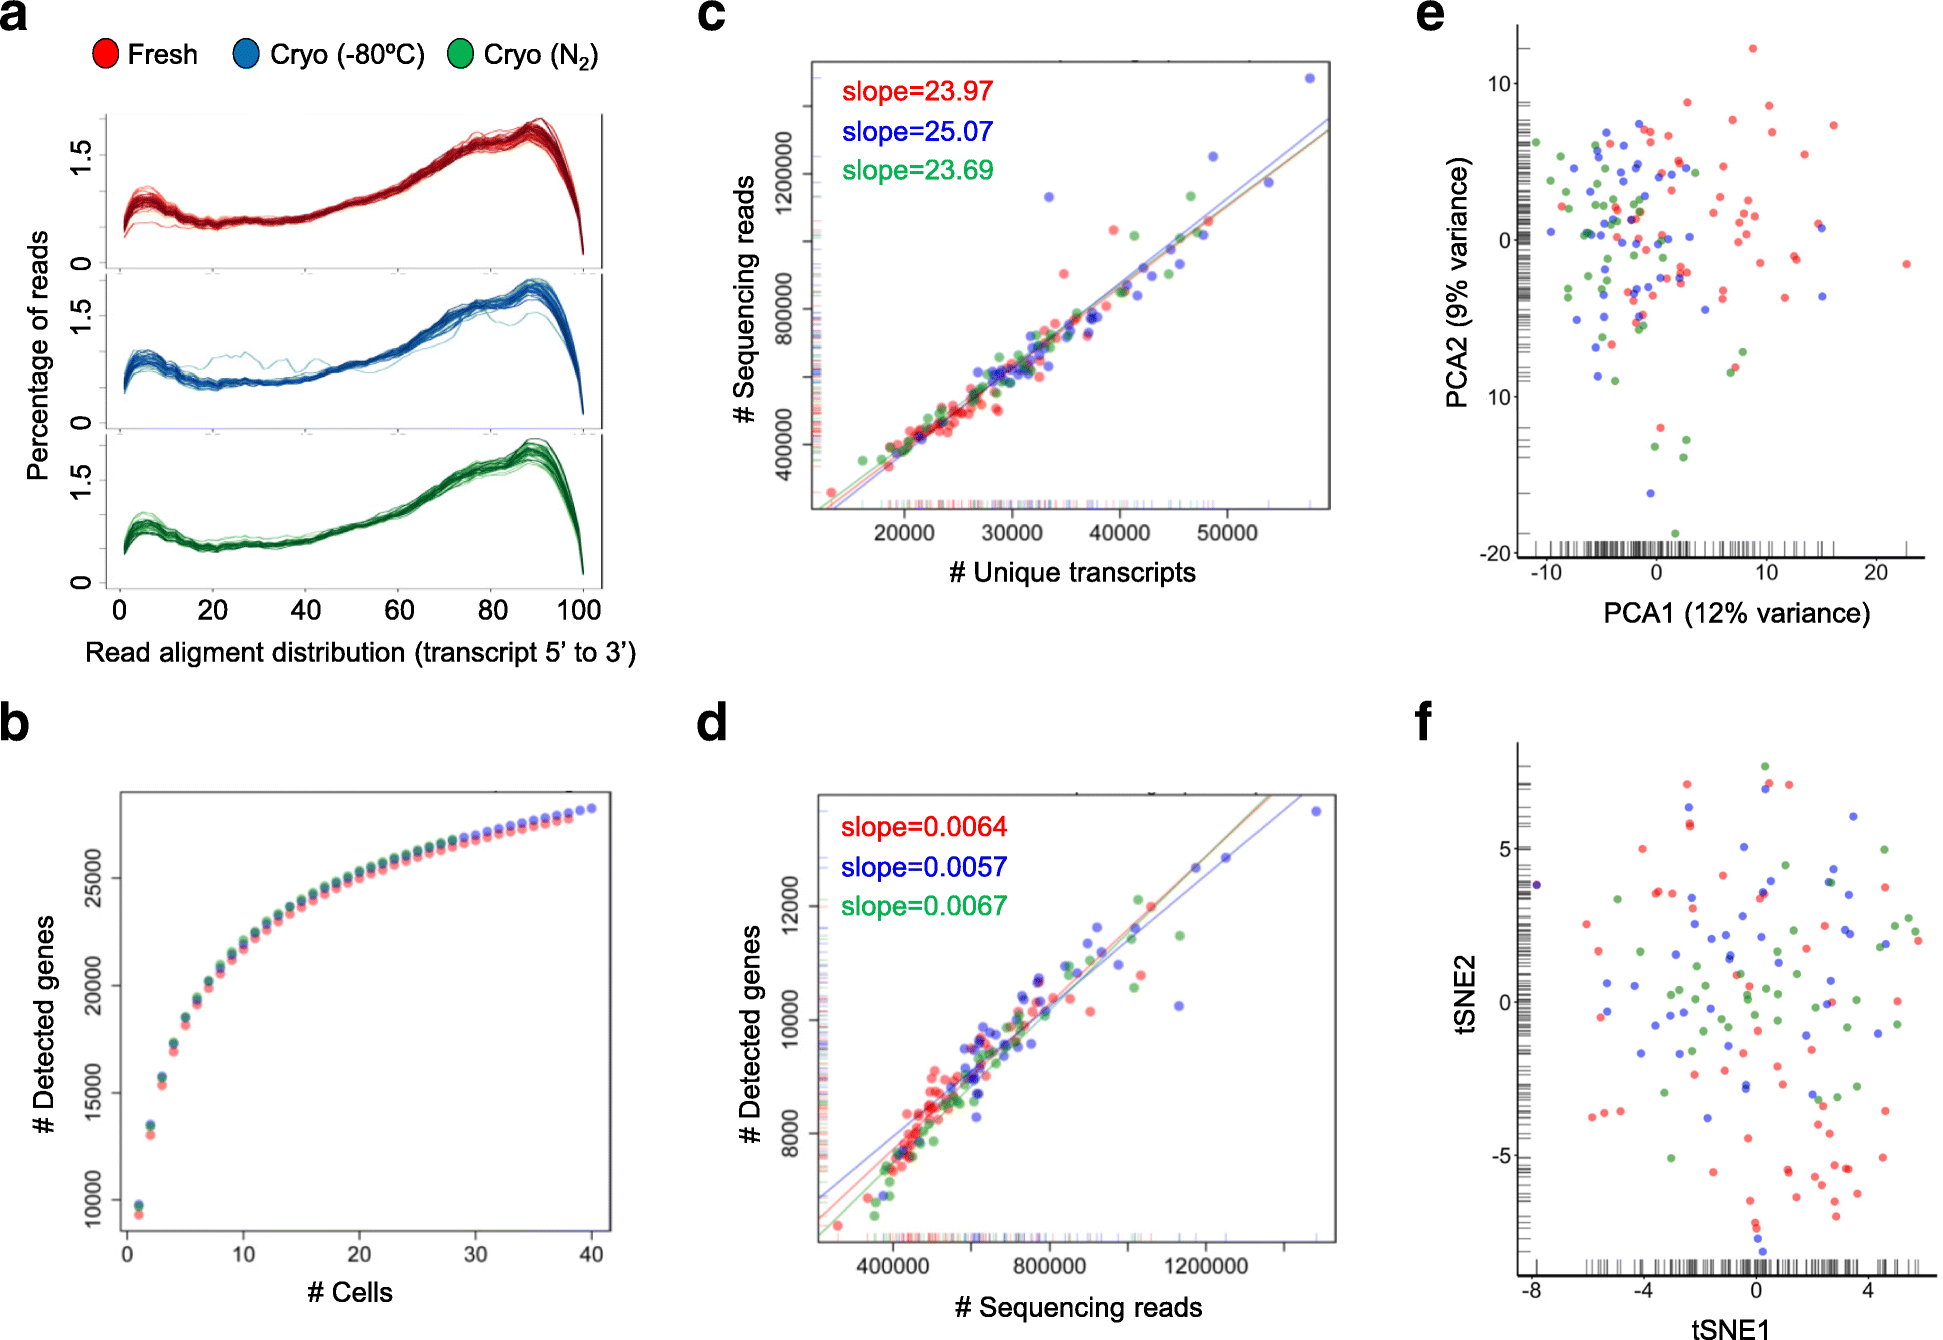 a
Fresh Cryo (-80ºC) Cryo (N2)
1.5
0
1.5
0
1.5
0
Percentage of reads
0 20 40 60 80 100
Read aligment distribution (transcript 5’ to 3’)
b
25000
20000
15000
10000
# Detected genes
0 10 20 30 40
# Cells
c
slope=23.97
slope=25.07
slope=23.69
1200000
800000
400000
# Sequencing reads
20000 30000 40000 50000
# Unique transcripts
d
slope=0.0064
slope=0.0057
slope=0.0067
12000
10000
8000
# Detected genes
400000 800000 1200000
# Sequencing reads
e
10
0
10
-20
PCA2 (9% variance)
-10 0 10 20
PCA1 (12% variance)
f
5
0
-5
tSNE2
-8 -4 0 4
tSNE1